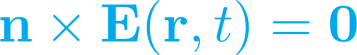 n × E(r, t) = 0